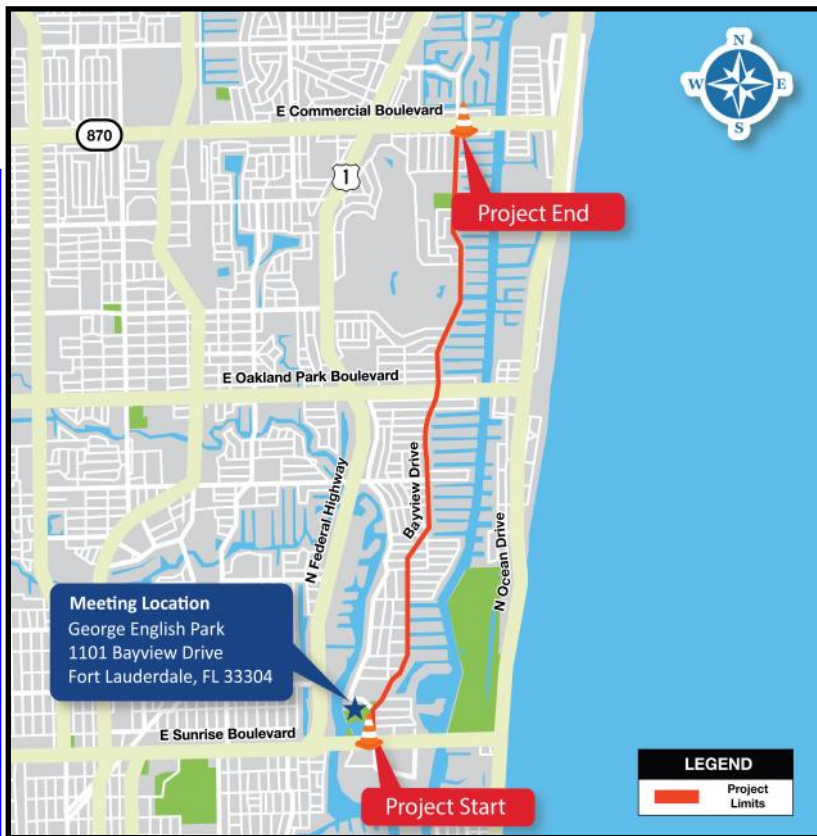 N
W
E
S
E Commercial Boulevard
870
1
Project End
E Oakland Park Boulevard
Bayview Drive
N Federal Highway
N Ocean Drive
Meeting Location
George English Park
1101 Bayview Drive
Fort Lauderdale, FL 33304
E Sunrise Boulevard
Project Start
LEGEND
Project
Limits